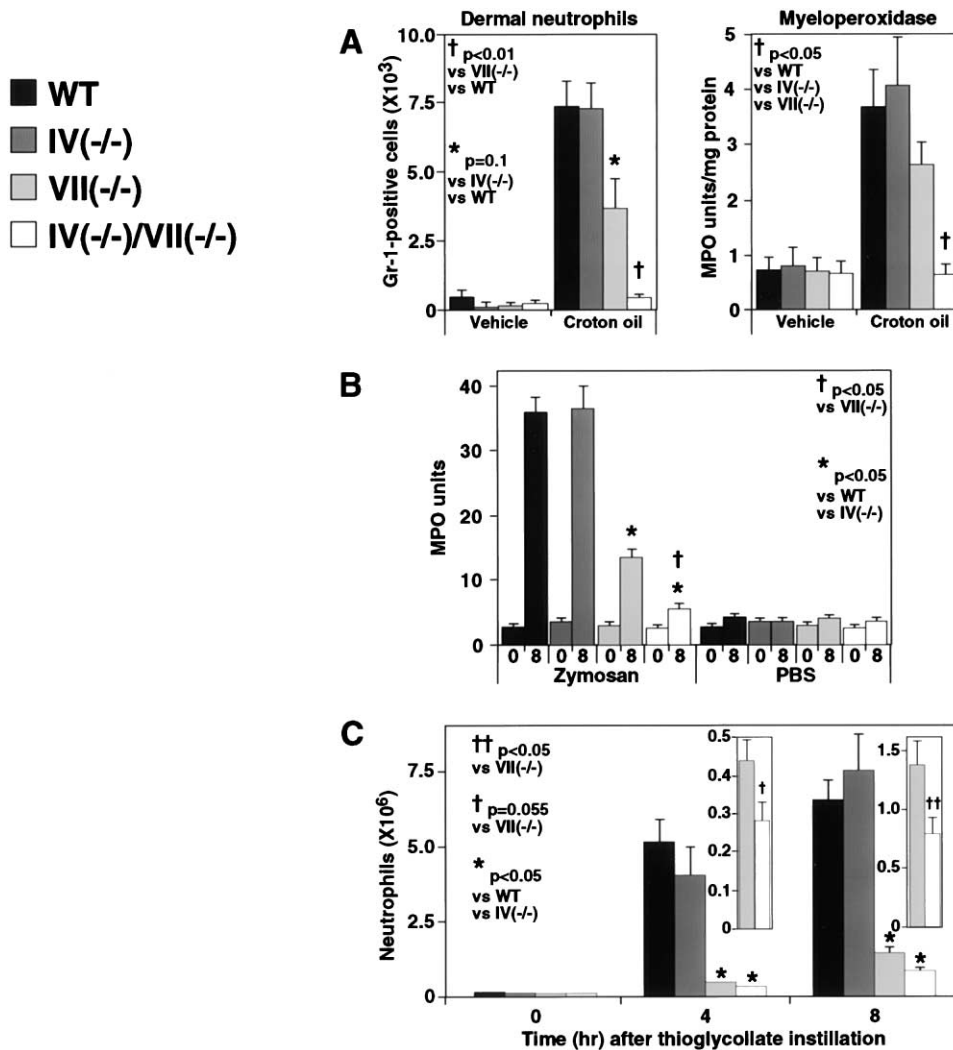 WT
IV(-/-)
VII(-/-)
IV(-/-)/VII(-/-)
A
Dermal neutrophils
Gr-1-positive cells (X10³)
10.0
7.5
5.0
2.5
0
† p<0.01
vs VII(-/-)
vs WT
* p=0.1
vs IV(-/-)
vs WT
*
†
Vehicle
Croton oil
Myeloperoxidase
MPO units/mg protein
5
4
3
2
1
0
† p<0.05
vs WT
vs IV(-/-)
vs VII(-/-)
†
Vehicle
Croton oil
B
MPO units
40
30
20
10
0
† p<0.05
vs VII(-/-)
* p<0.05
vs WT
vs IV(-/-)
*
†
*
0 8 0 8 0 8 0 8 0 8 0 8 0 8 0 8
Zymosan
PBS
C
Neutrophils (X10⁶)
7.5
5.0
2.5
0
†† p<0.05
vs VII(-/-)
† p=0.055
vs VII(-/-)
* p<0.05
vs WT
vs IV(-/-)
0.5
0.4
0.3
0.2
0.1
0
†
1.5
1.0
0.5
0
††
* *
*
*
0 4 8
Time (hr) after thioglycollate instillation